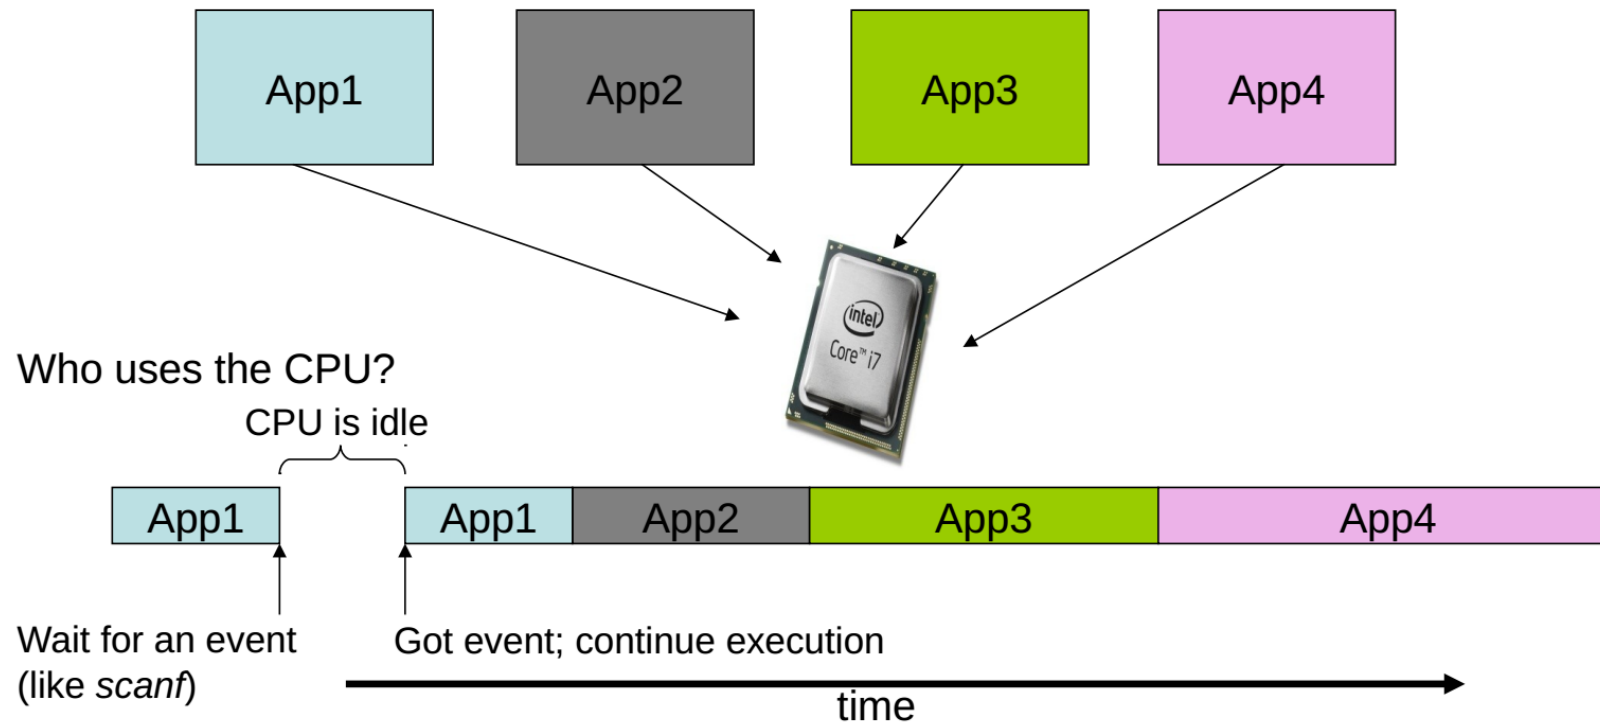 App1
App2
App3
App4
intel
Core™ i7
Who uses the CPU?
CPU is idle
App1
App1
App2
App3
App4
Wait for an event
(like scanf)
Got event; continue execution
time